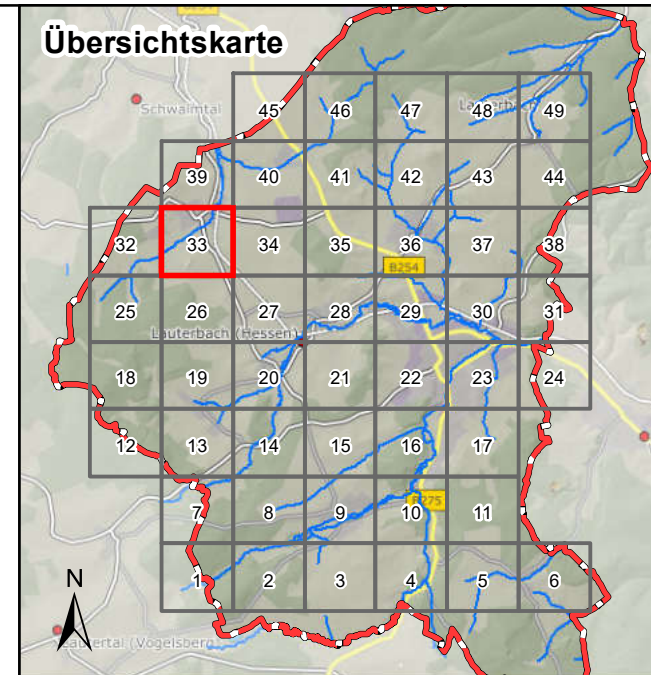 Übersichtskarte
Schwalmtal
Lauterbach
45 46 47 48 49
39 40 41 42 43 44
32 33 34 35 36 37 38
B254
25 26 27 28 29 30 31
Lauterbach (Hessen)
18 19 20 21 22 23 24
12 13 14 15 16 17
B275
7 8 9 10 11
1 2 3 4 5 6
N
Lautertal (Vogelsberg)